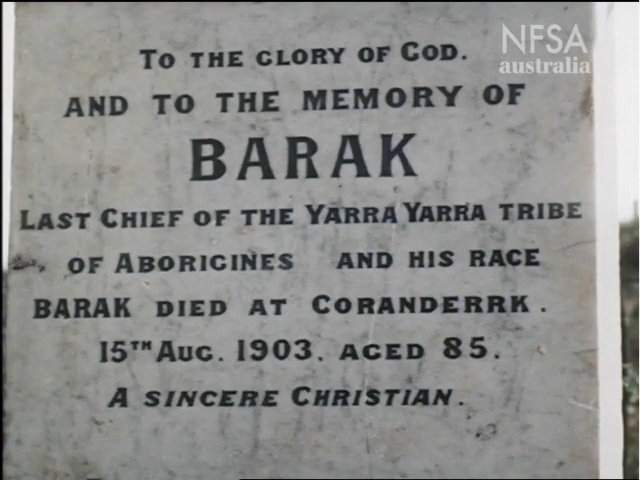 NFSA
australia
TO THE GLORY OF GOD.
AND TO THE MEMORY OF
BARAK
LAST CHIEF OF THE YARRA YARRA TRIBE
OF ABORIGINES AND HIS RACE
BARAK DIED AT CORANDERRK.
15TH AUG. 1903. AGED 85.
A SINCERE CHRISTIAN.